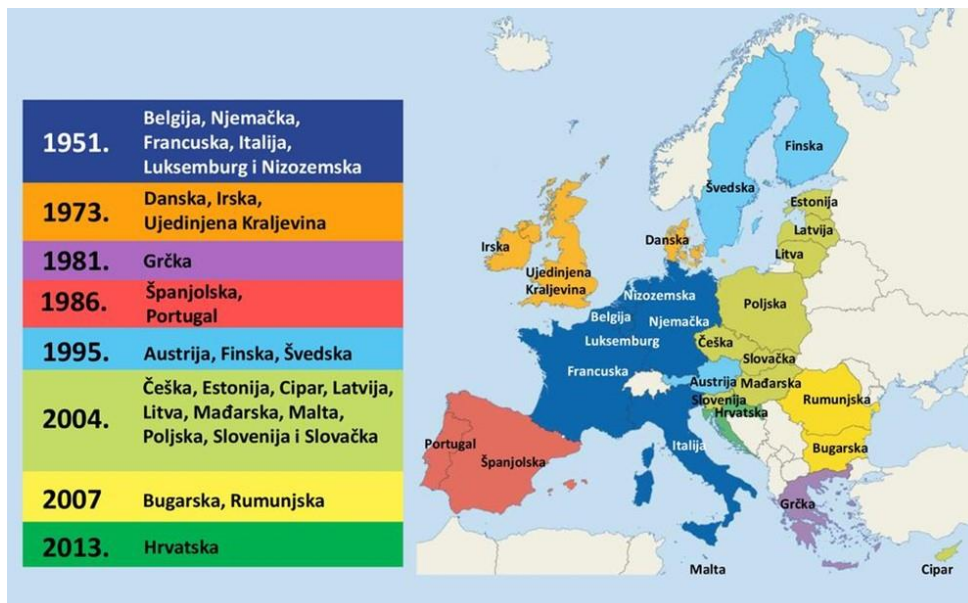 1951.
Belgija, Njemačka,
Francuska, Italija,
Luksemburg i Nizozemska
1973.
Danska, Irska,
Ujedinjena Kraljevina
1981.
Grčka
1986.
Španjolska,
Portugal
1995.
Austrija, Finska, Švedska
2004.
Češka, Estonija, Cipar, Latvija,
Litva, Mađarska, Malta,
Poljska, Slovenija i Slovačka
2007
Bugarska, Rumunjska
2013.
Hrvatska
Finska
Švedska
Estonija
Latvija
Litva
Irska
Danska
Ujedinjena
Kraljevina
Nizozemska
Poljska
Belgija
Njemačka
Luksemburg
Češka
Slovačka
Francuska
Austrija
Mađarska
Slovenija
Rumunjska
Hrvatska
Portugal
Italija
Bugarska
Španjolska
Grčka
Malta
Cipar